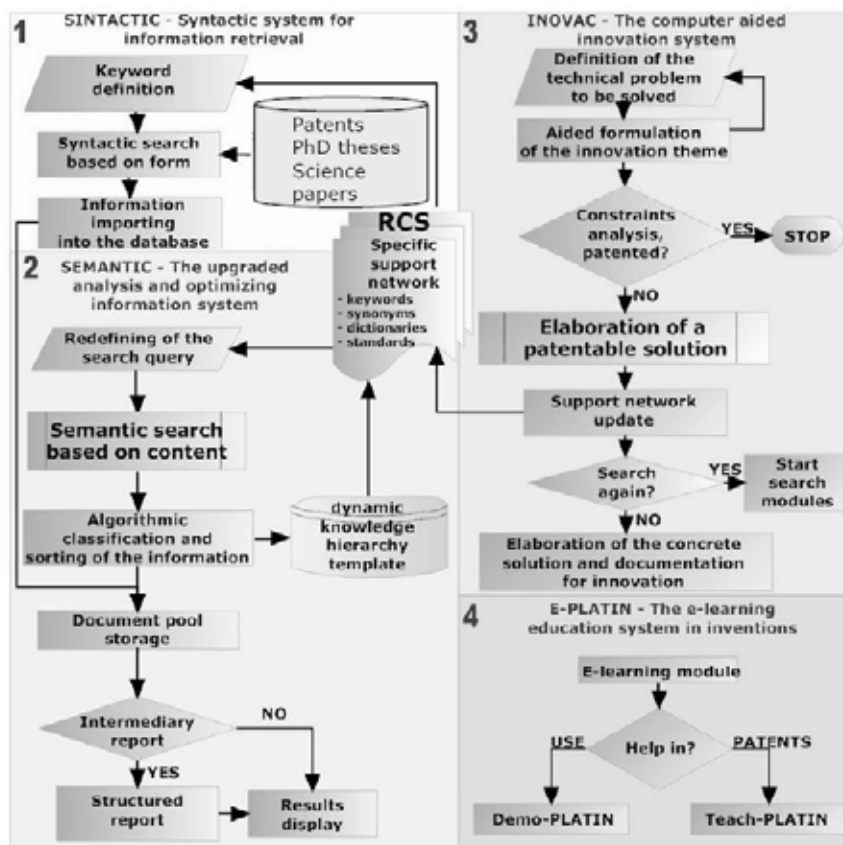 1
SINTACTIC - Syntactic system for
information retrieval
Keyword
definition
Syntactic search
based on form
Information
importing
into the database
Patents
PhD theses
Science
papers
RCS
Specific
support
network
- keywords
- synonyms
- dictionaries
- standards
2
SEMANTIC - The upgraded
analysis and optimizing
information system
Redefining of the
search query
Semantic search
based on content
Algorithmic
classification and
sorting of the information
dynamic
knowledge
hierarchy
template
Document pool
storage
Intermediary
report
NO
YES
Structured
report
Results
display
3
INOVAC - The computer aided
innovation system
Definition of the
technical problem
to be solved
Aided formulation
of the innovation theme
Constraints
analysis,
patented?
YES
STOP
NO
Elaboration of a
patentable solution
Support network
update
Search
again?
YES
Start
search
modules
NO
Elaboration of the concrete
solution and documentation
for innovation
4
E-PLATIN - The e-learning
education system in inventions
E-learning module
Help in?
USE
PATENTS
Demo-PLATIN
Teach-PLATIN